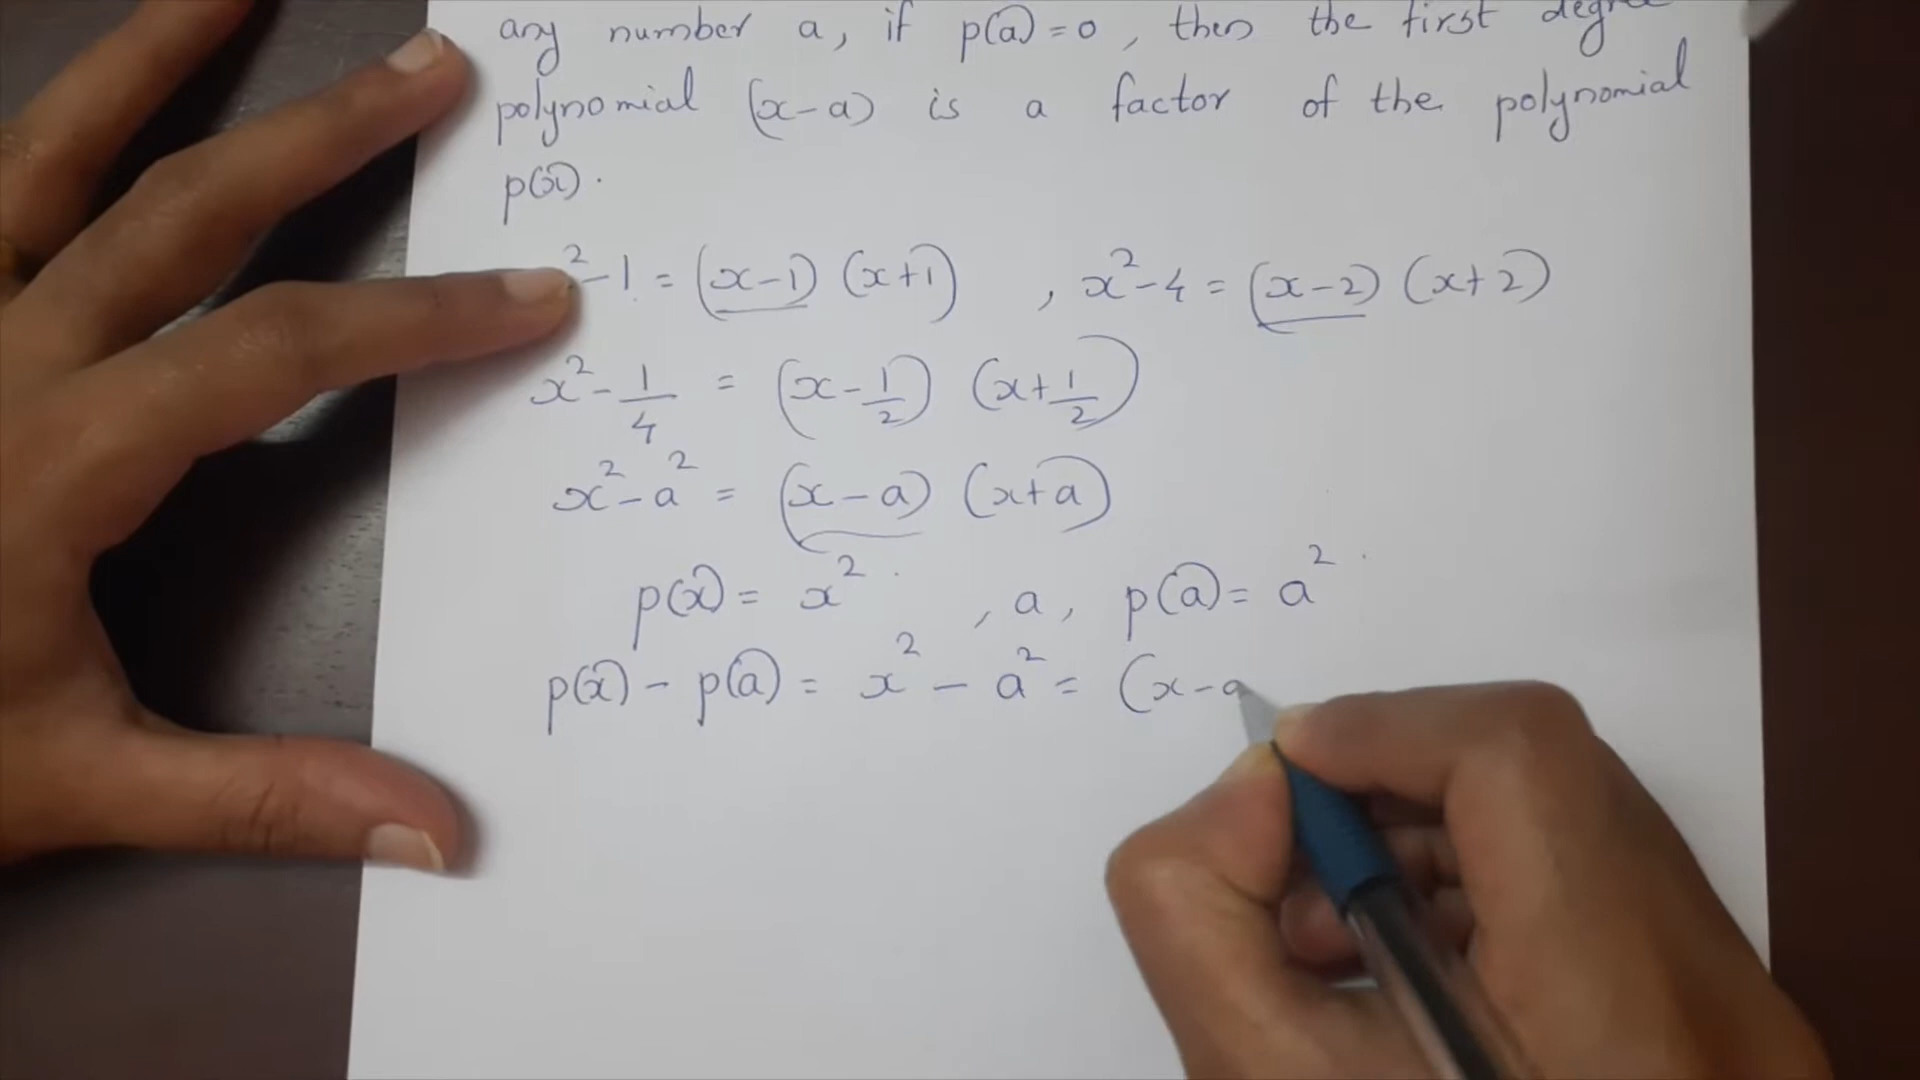 any number a, if p(a)=0, then the first degree
polynomial (x-a) is a factor of the polynomial
p(x).
²-1 = (x-1) (x+1) , x²-4 = (x-2) (x+2)
x² - 1/4 = (x - 1/2) (x + 1/2)
x² - a² = (x-a) (x+a)
p(x) = x² , a, p(a) = a²
p(x) - p(a) = x² - a² = (x-a